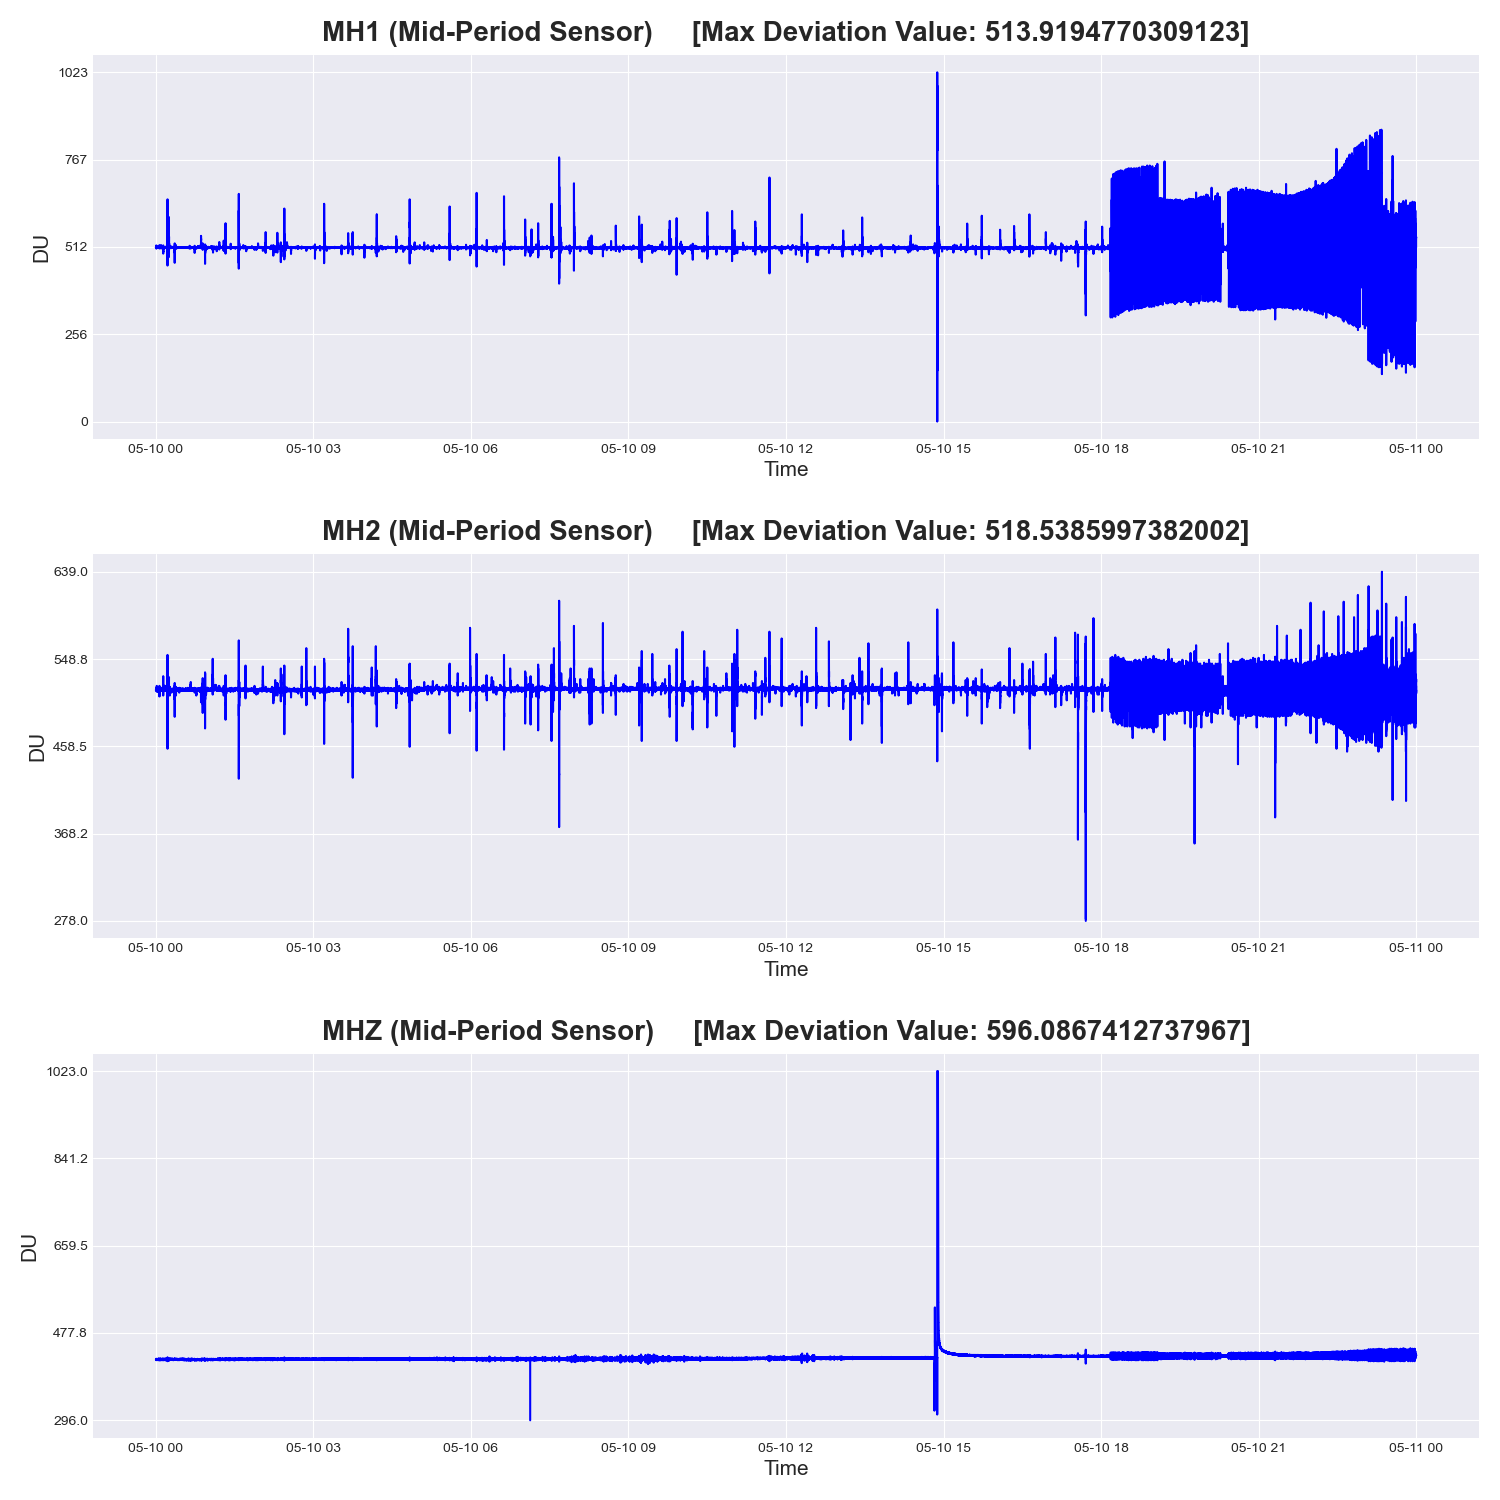 MH1 (Mid-Period Sensor) [Max Deviation Value: 513.9194770309123]
1023
767
512
256
0
DU
05-10 00 05-10 03 05-10 06 05-10 09 05-10 12 05-10 15 05-10 18 05-10 21 05-11 00
Time
MH2 (Mid-Period Sensor) [Max Deviation Value: 518.5385997382002]
639.0
548.8
458.5
368.2
278.0
DU
05-10 00 05-10 03 05-10 06 05-10 09 05-10 12 05-10 15 05-10 18 05-10 21 05-11 00
Time
MHZ (Mid-Period Sensor) [Max Deviation Value: 596.0867412737967]
1023.0
841.2
659.5
477.8
296.0
DU
05-10 00 05-10 03 05-10 06 05-10 09 05-10 12 05-10 15 05-10 18 05-10 21 05-11 00
Time